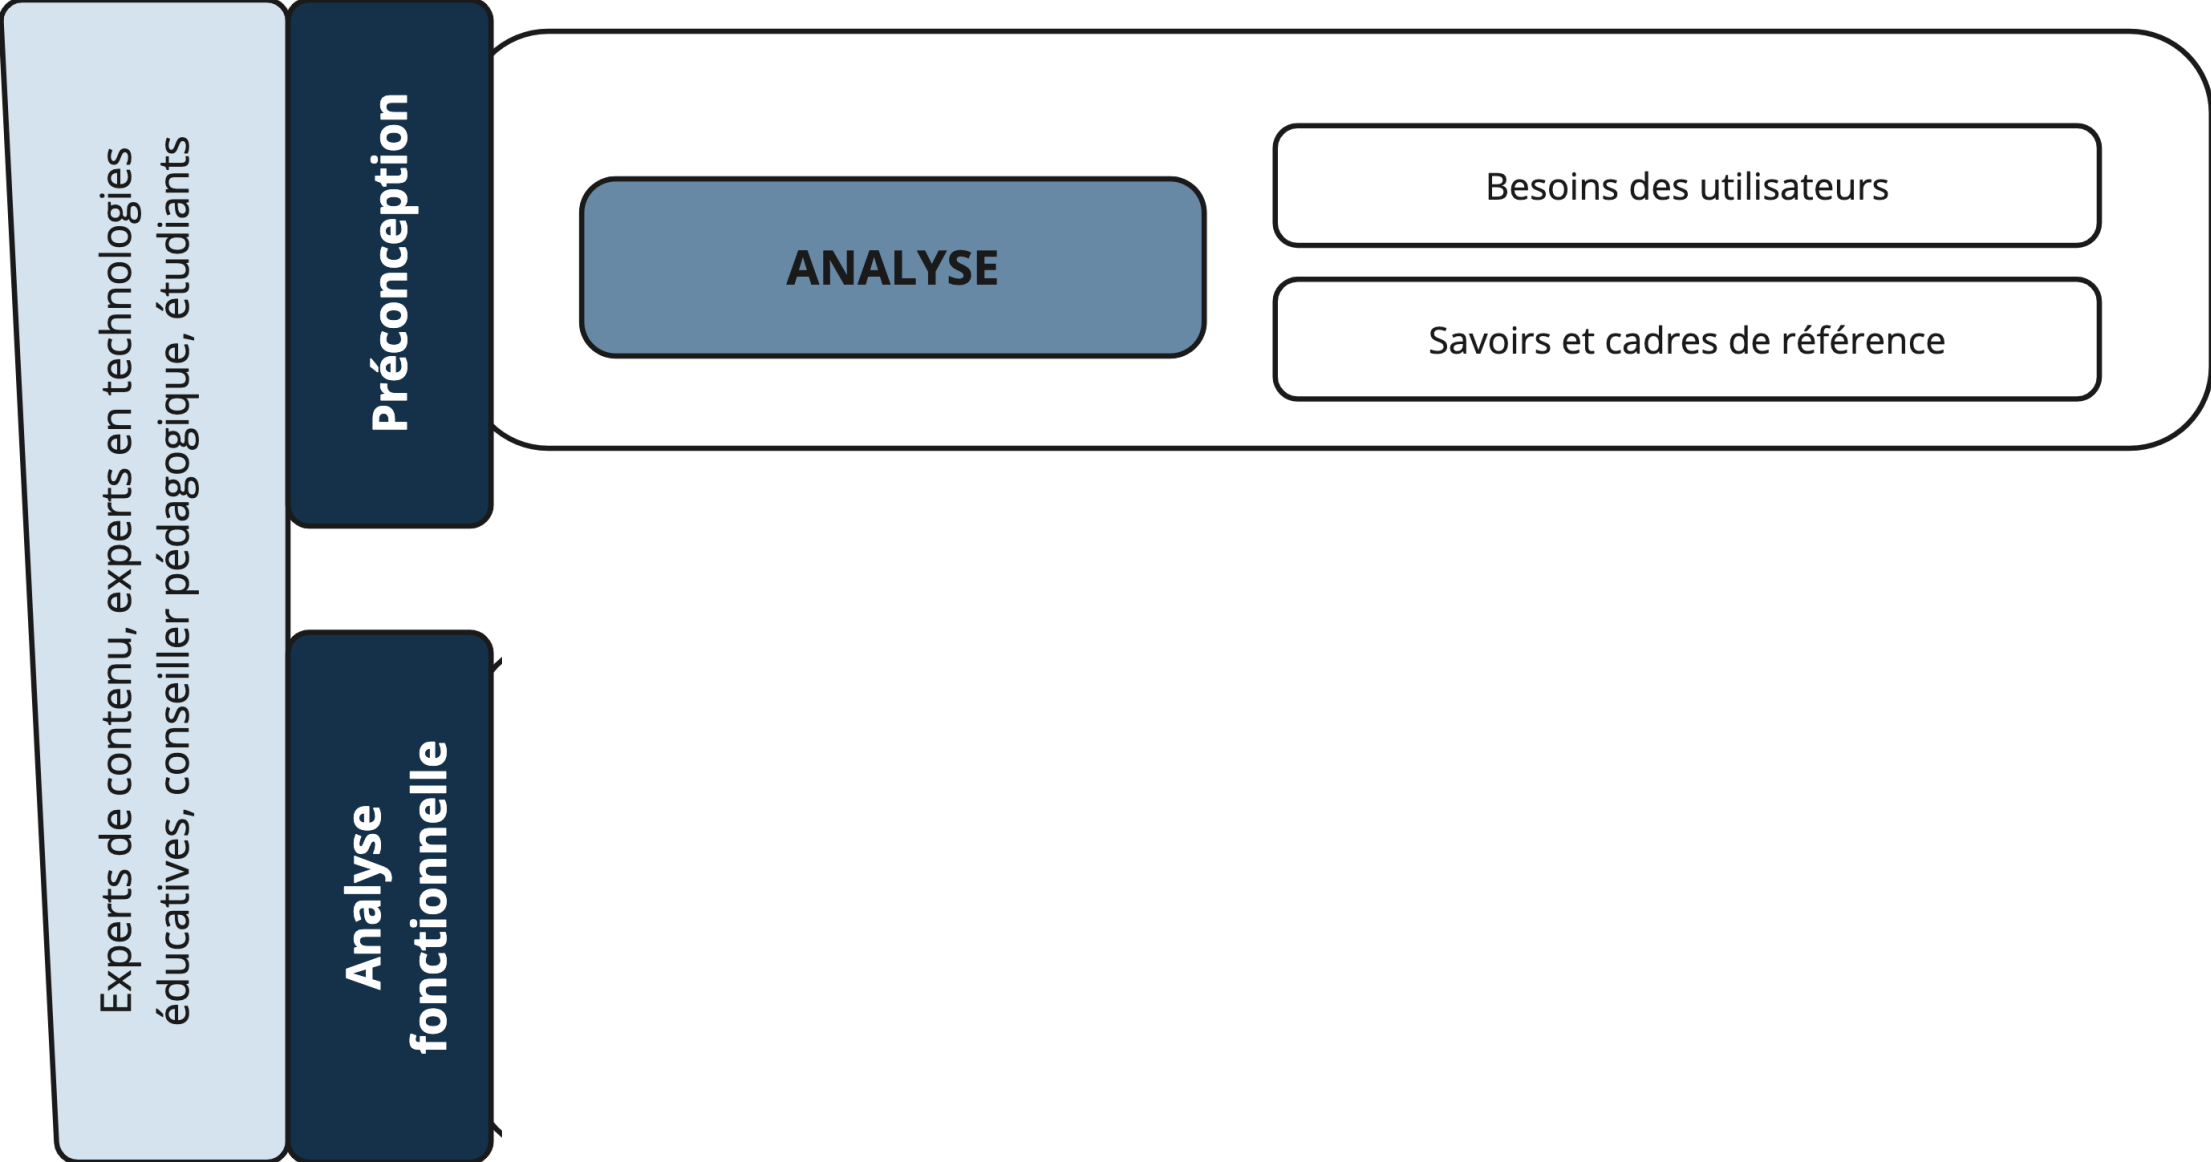 Experts de contenu, experts en technologies
éducatives, conseiller pédagogique, étudiants
Préconception
ANALYSE
Besoins des utilisateurs
Savoirs et cadres de référence
Analyse
fonctionnelle